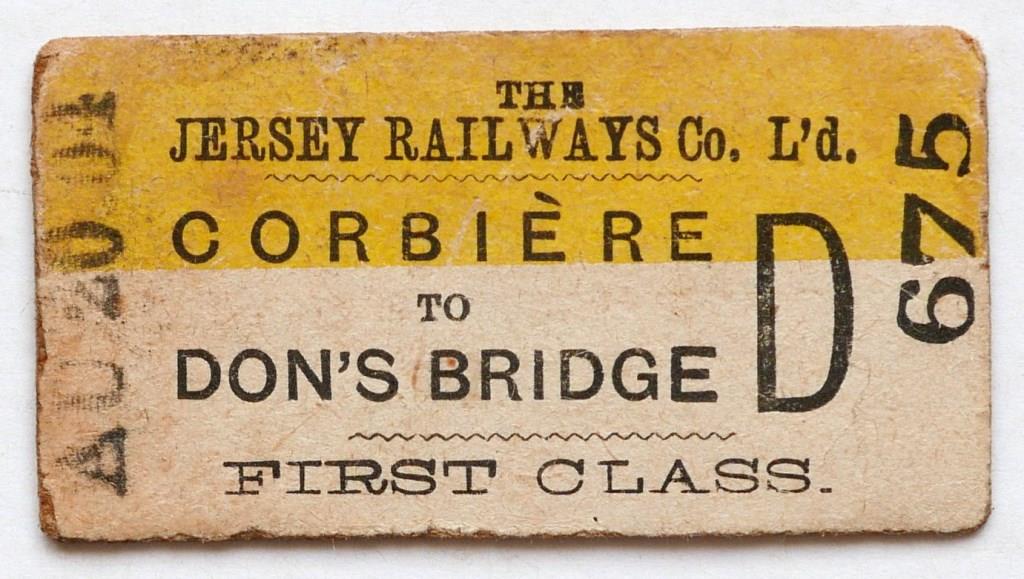 THE
JERSEY RAILWAYS Co. L'd.
CORBIÈRE
TO
DON'S BRIDGE
FIRST CLASS.
D
675